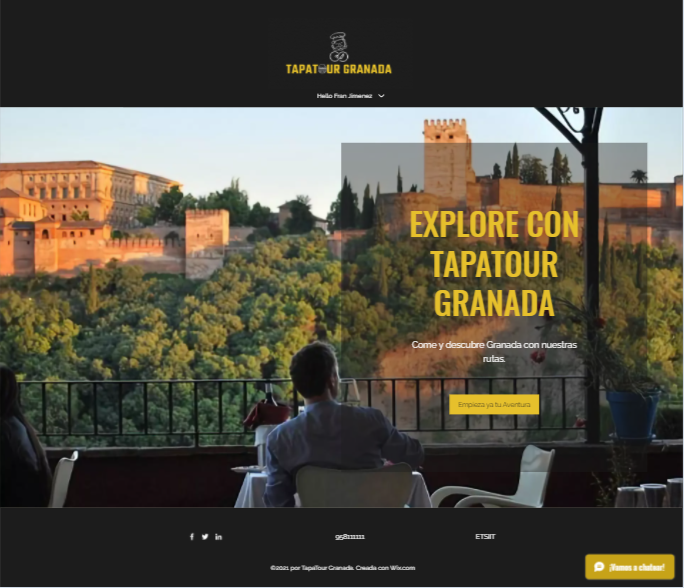 TAPATOUR GRANADA
Hello Fran Jimenez
EXPLORE CON
TAPATOUR
GRANADA
Come y descubre Granada con nuestras
rutas.
Empieza ya tu Aventura
958111111
ETSIIT
©2021 por TapaTour Granada. Creada con Wix.com
¡Vamos a chatear!